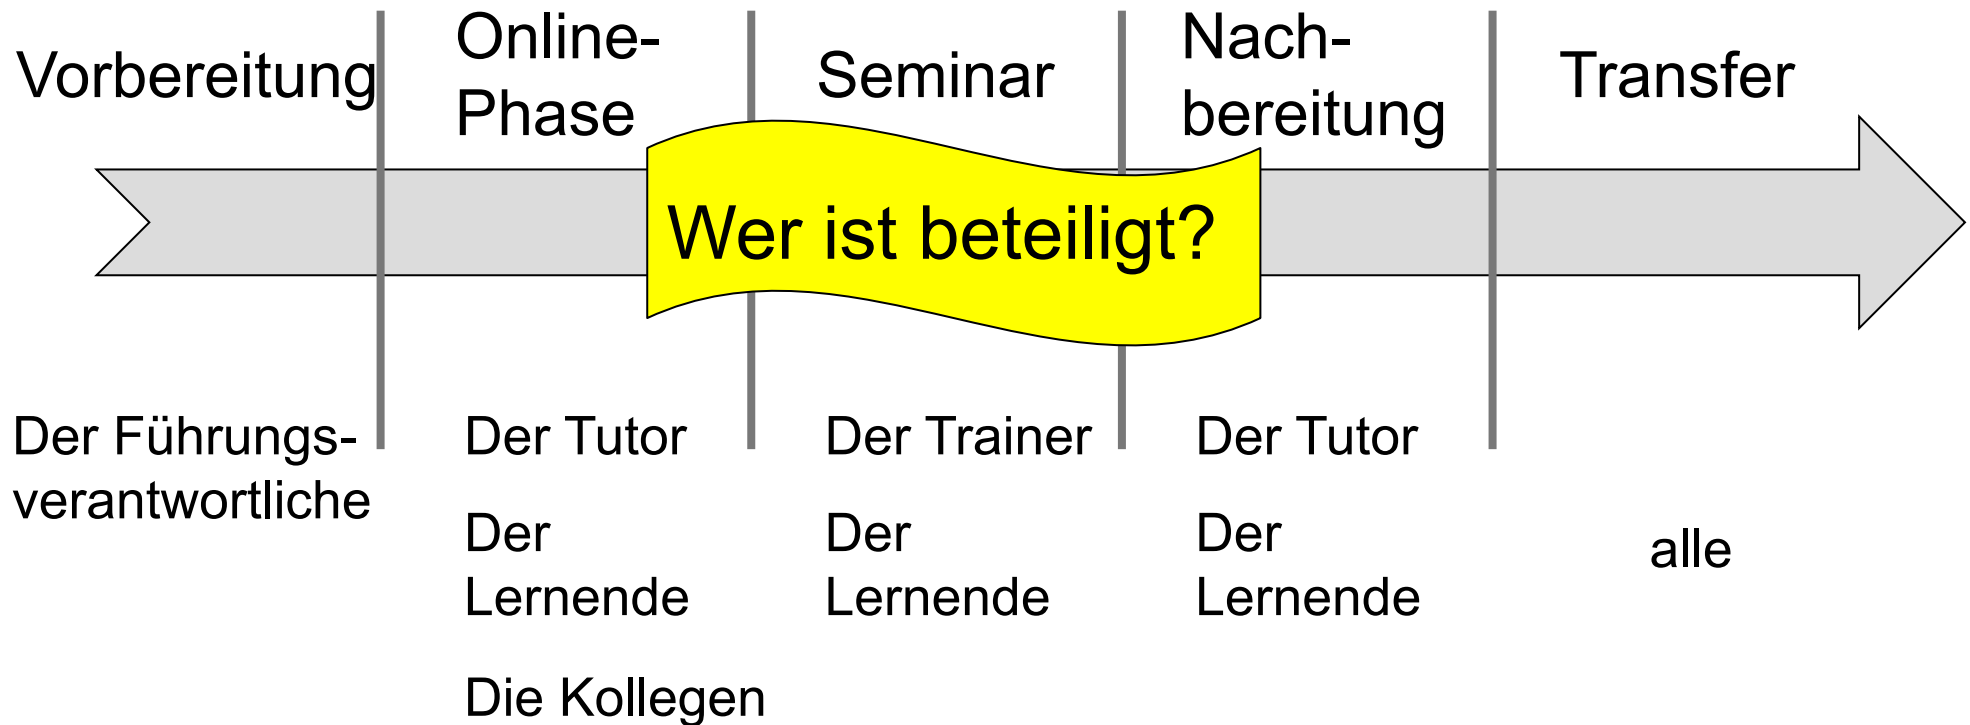 Vorbereitung
Online-
Phase
Seminar
Nach-
bereitung
Transfer
Wer ist beteiligt?
Der Führungs-
verantwortliche
Der Tutor
Der
Lernende
Die Kollegen
Der Trainer
Der
Lernende
Der Tutor
Der
Lernende
alle